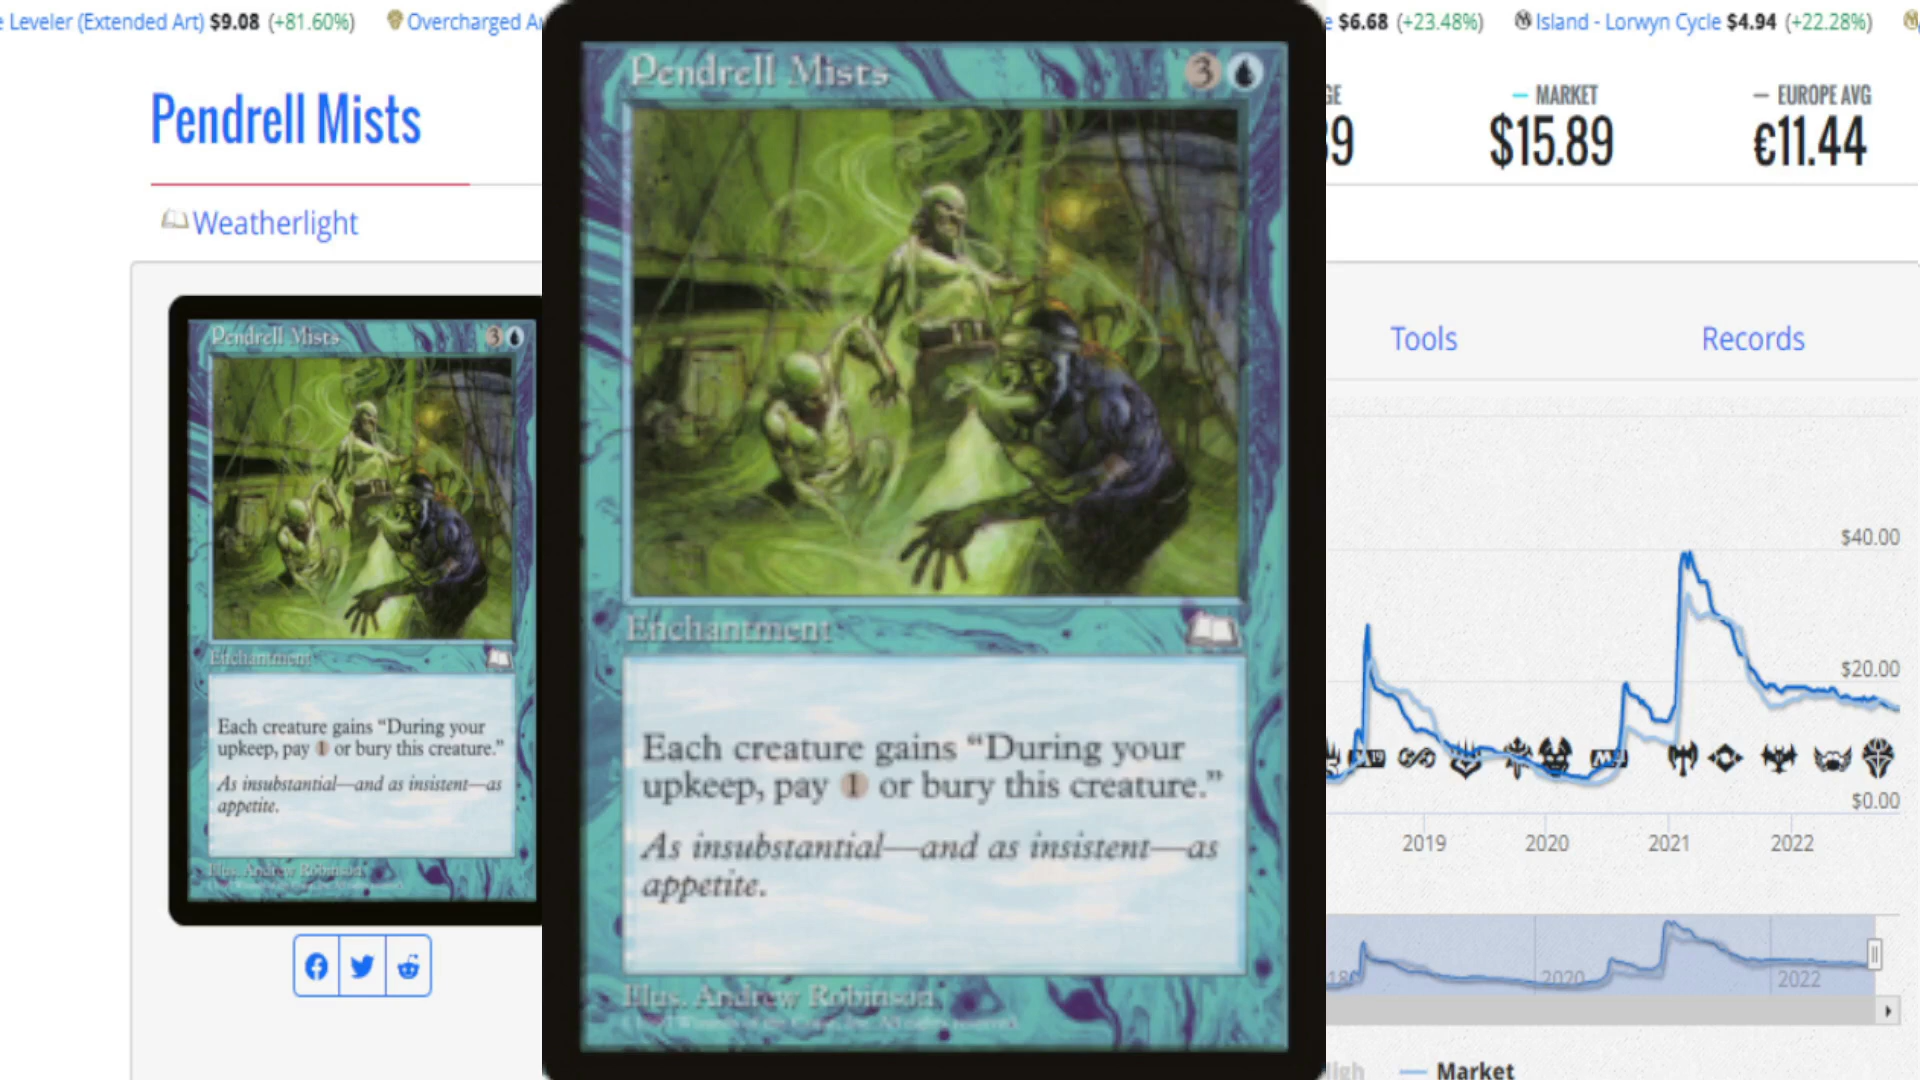 e Leveler (Extended Art) $9.08 (+81.60%)
Overcharged A
e $6.68 (+23.48%)
Island - Lorwyn Cycle $4.94 (+22.28%)
Pendrell Mists
GE
39
MARKET
$15.89
EUROPE AVG
€11.44
Weatherlight
Tools
Records
Pendrell Mists
3
Enchantment
Each creature gains “During your
upkeep, pay 1 or bury this creature.”
As insubstantial—and as insistent—as
appetite.
Illus. Andrew Robinson
Pendrell Mists
3
Enchantment
Each creature gains “During your
upkeep, pay 1 or bury this creature.”
As insubstantial—and as insistent—as
appetite.
Illus. Andrew Robinson
$40.00
$20.00
$0.00
2019
2020
2021
2022
2020
2022
Market